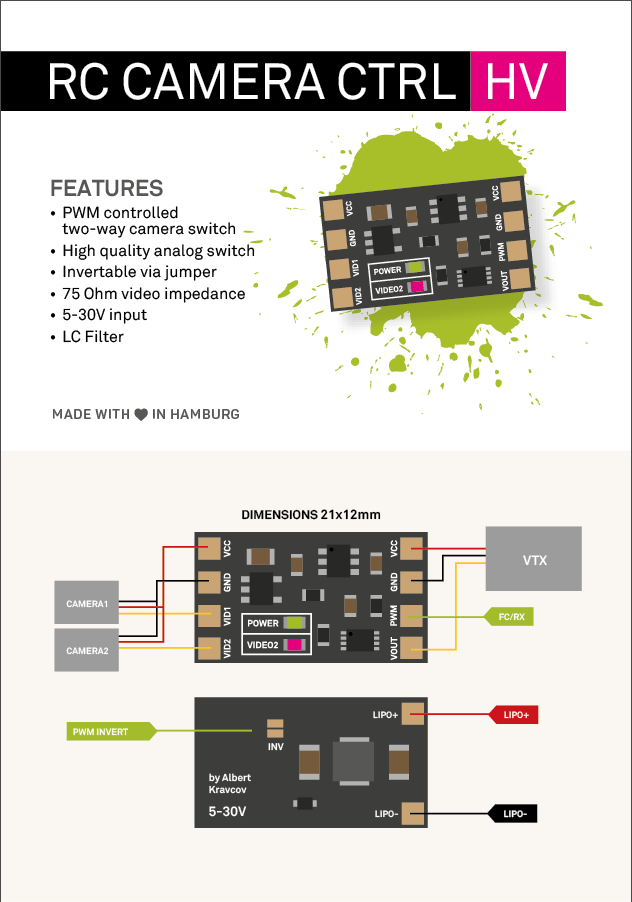 RC CAMERA CTRL HV
FEATURES
• PWM controlled
two-way camera switch
• High quality analog switch
• Invertable via jumper
• 75 Ohm video impedance
• 5-30V input
• LC Filter
VCC
GND
VID1
VID2
POWER
VIDEO2
VCC
GND
PWM
VOUT
MADE WITH ♥ IN HAMBURG
DIMENSIONS 21x12mm
CAMERA1
CAMERA2
VCC
GND
VID1
VID2
POWER
VIDEO2
VCC
GND
PWM
VOUT
VTX
FC/RX
PWM INVERT
INV
by Albert
Kravcov
5-30V
LIPO+
LIPO-
LIPO+
LIPO-